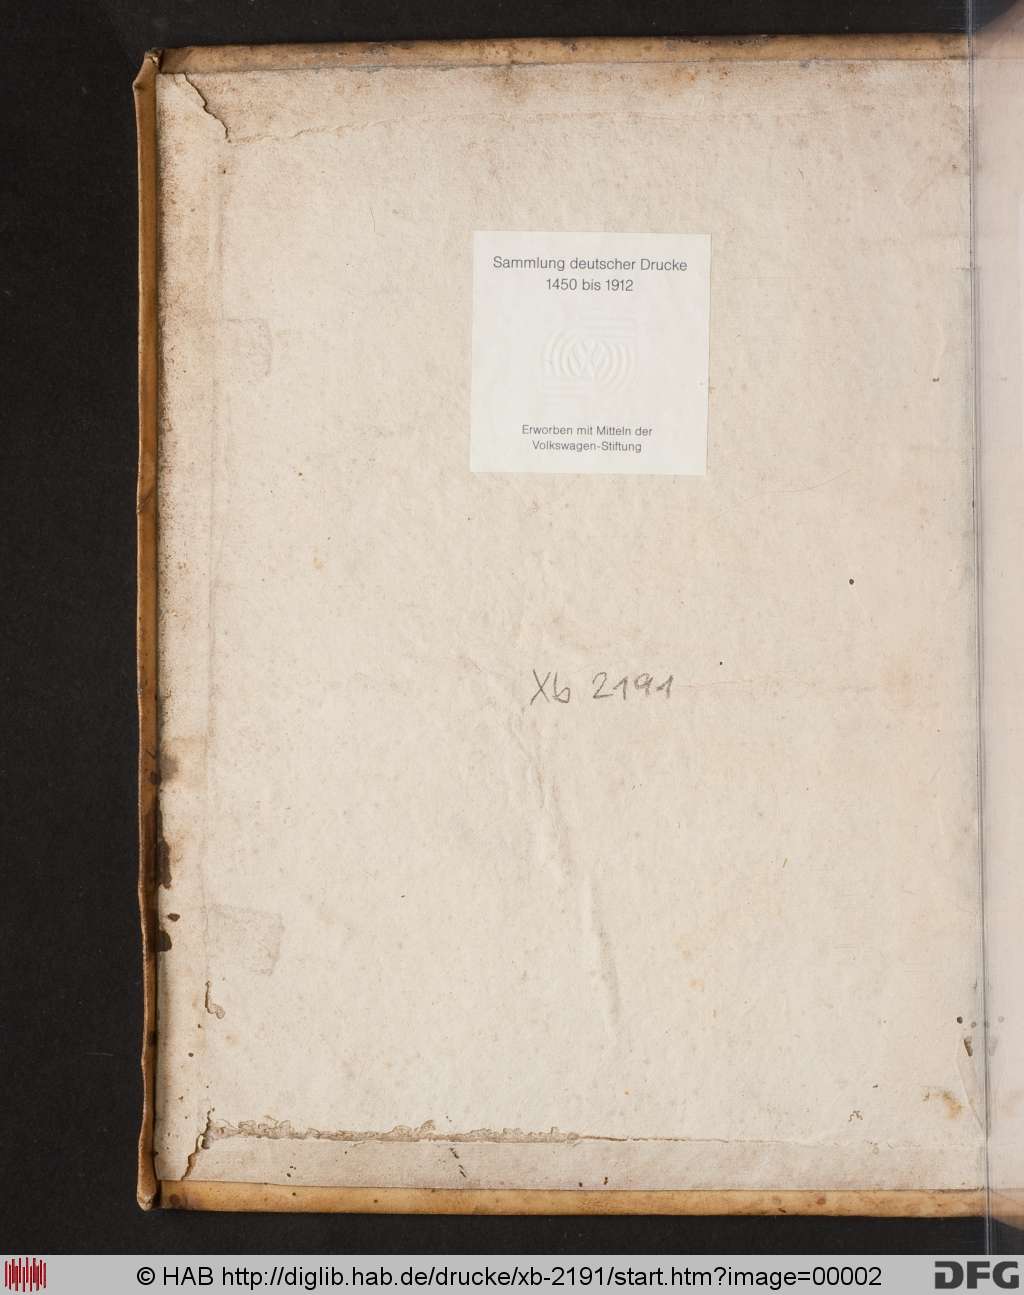 Sammlung deutscher Drucke
1450 bis 1912
Erworben mit Mitteln der
Volkswagen-Stiftung
Xb 2191
© HAB http://diglib.hab.de/drucke/xb-2191/start.htm?image=00002
DFG